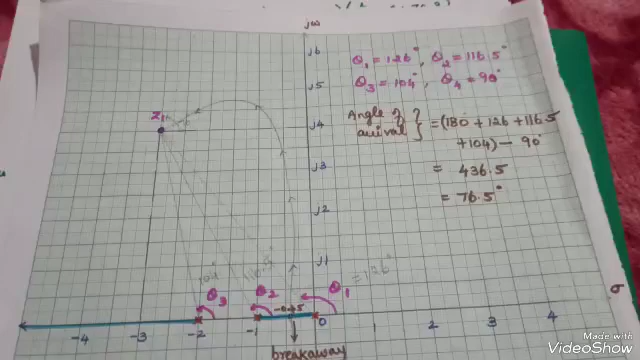 jω
j6
θ1 = 126°, θ2 = 116.5°
θ3 = 104°, θ4 = 90°
j5
Z1
j4
Angle of arrival } = (180° + 126 + 116.5
+104) - 90°
= 436.5
= 76.5°
j3
j2
j1
104°
116.5°
= 126°
θ3
θ2
θ1
σ
-4
-3
-2
-1
0
1
2
3
4
breakaway
Made with
VideoShow